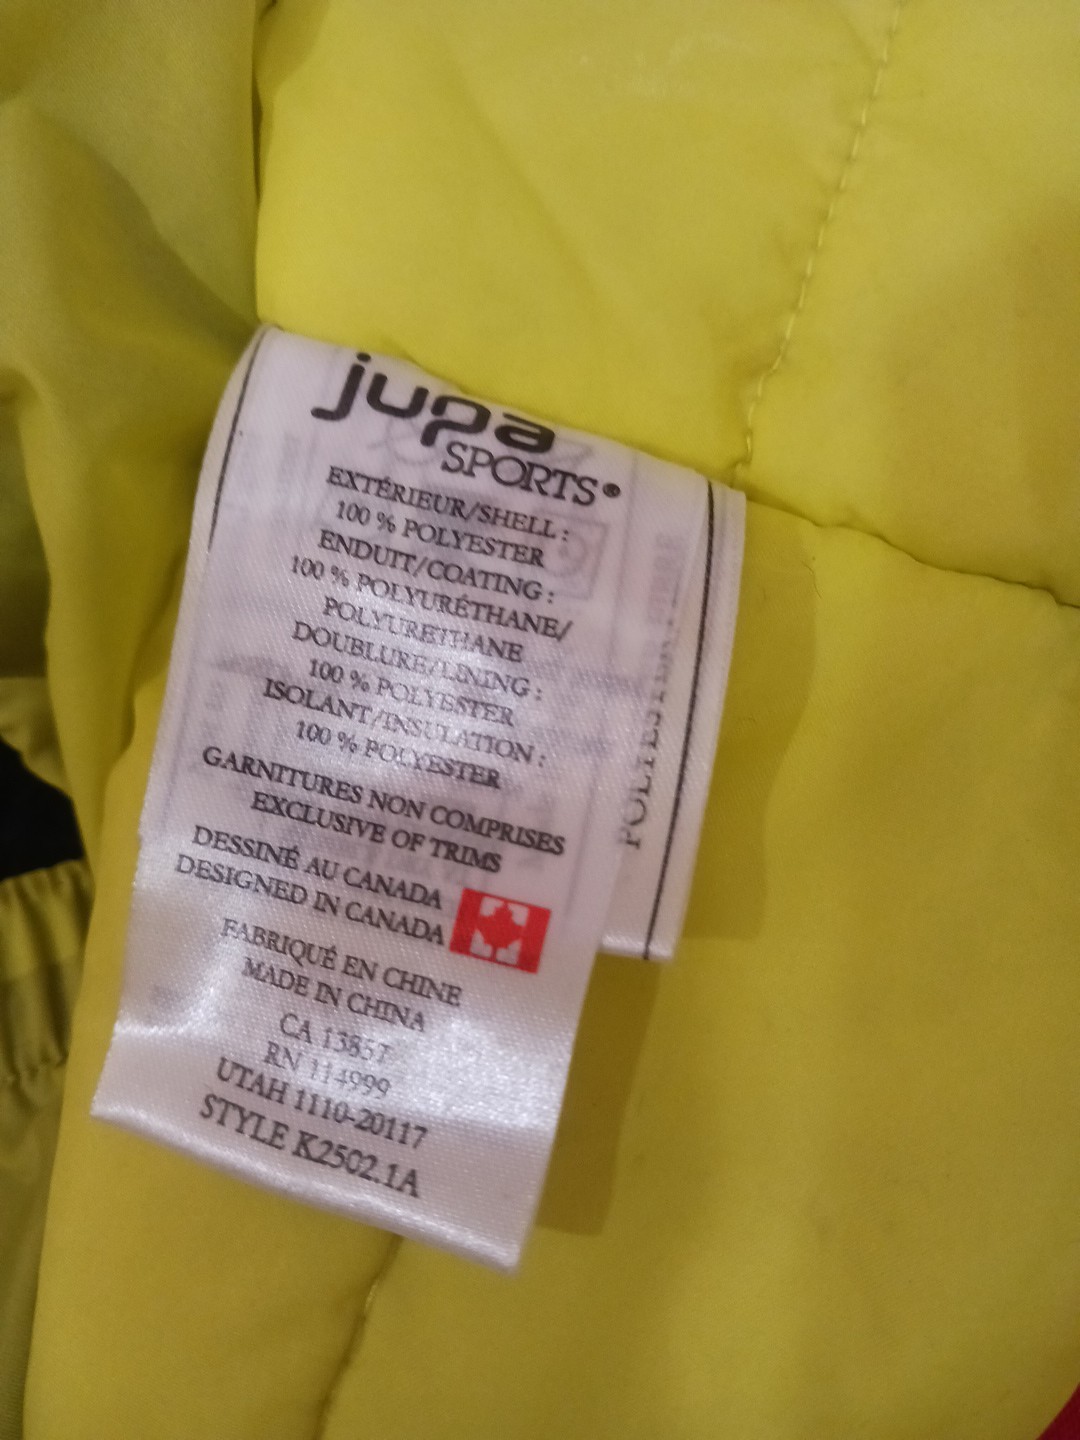 jupa
SPORTS®
EXTÉRIEUR/SHELL :
100 % POLYESTER
ENDUIT/COATING :
100 % POLYURÉTHANE/
POLYURETHANE
DOUBLURE/LINING :
100 % POLYESTER
ISOLANT/INSULATION :
100 % POLYESTER
GARNITURES NON COMPRISES
EXCLUSIVE OF TRIMS
DESSINÉ AU CANADA
DESIGNED IN CANADA
FABRIQUÉ EN CHINE
MADE IN CHINA
CA 13857
RN 114999
UTAH 1110-20117
STYLE K2502.1A